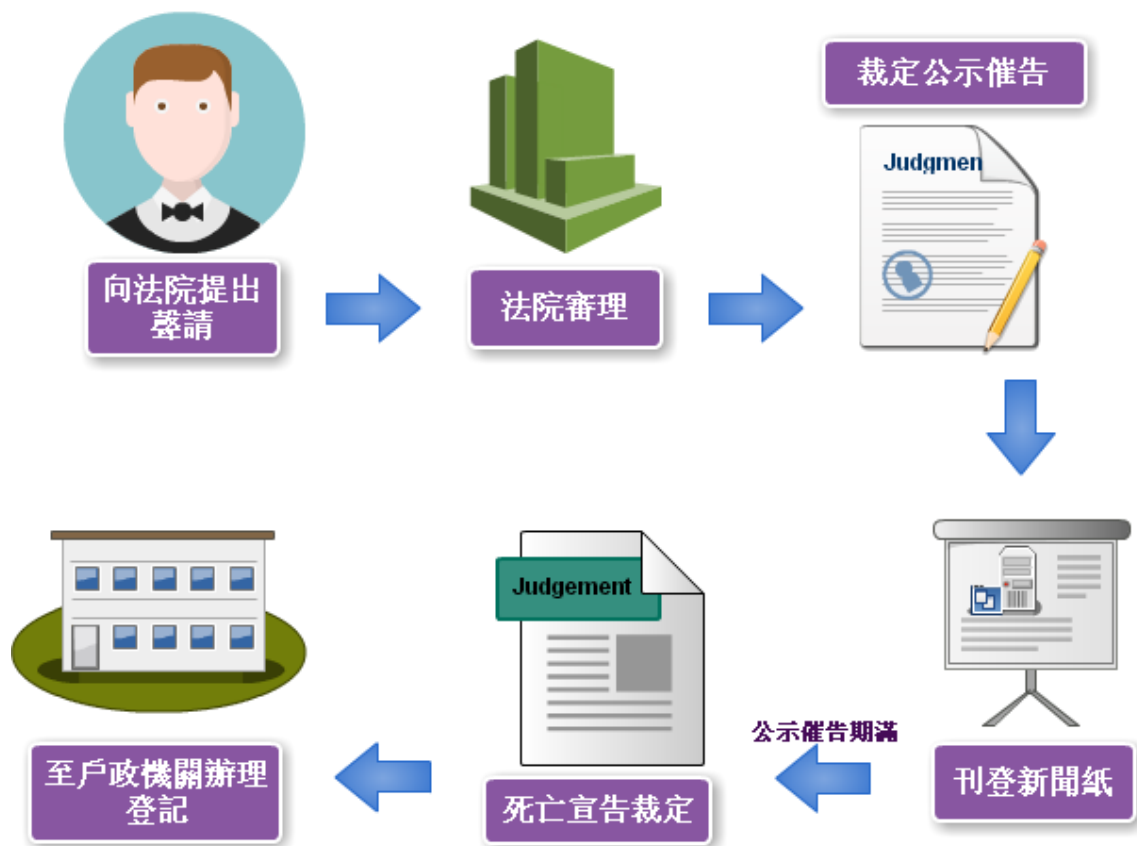 裁定公示催告
Judgmen
向法院提出
聲請
法院審理
Judgement
公示催告期滿
至戶政機關辦理
登記
死亡宣告裁定
刊登新聞紙